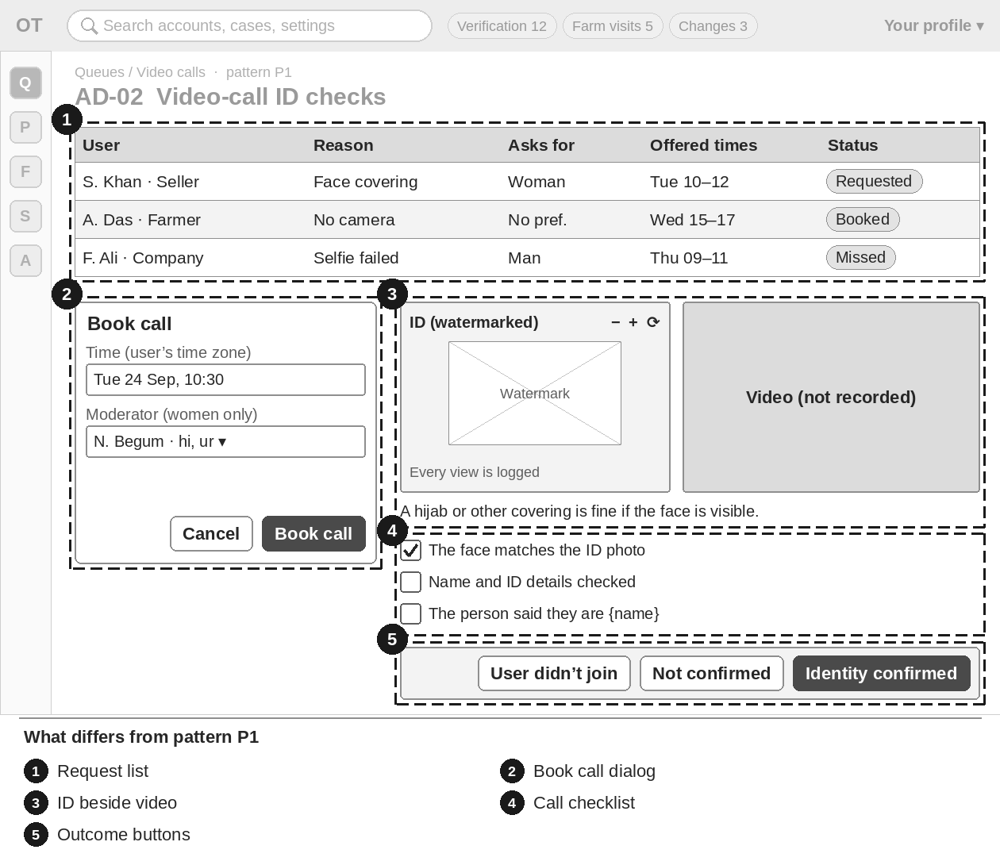 OT
Search accounts, cases, settings
Verification 12
Farm visits 5
Changes 3
Your profile ▾
Q
P
F
S
A
Queues / Video calls · pattern P1
AD-02 Video-call ID checks
1
User Reason Asks for Offered times Status
S. Khan · Seller Face covering Woman Tue 10–12 Requested
A. Das · Farmer No camera No pref. Wed 15–17 Booked
F. Ali · Company Selfie failed Man Thu 09–11 Missed
2
Book call
Time (user’s time zone)
Tue 24 Sep, 10:30
Moderator (women only)
N. Begum · hi, ur ▾
Cancel
Book call
3
ID (watermarked) − + ⟳
Watermark
Every view is logged
Video (not recorded)
A hijab or other covering is fine if the face is visible.
4
The face matches the ID photo
Name and ID details checked
The person said they are {name}
5
User didn’t join
Not confirmed
Identity confirmed
What differs from pattern P1
1 Request list
2 Book call dialog
3 ID beside video
4 Call checklist
5 Outcome buttons